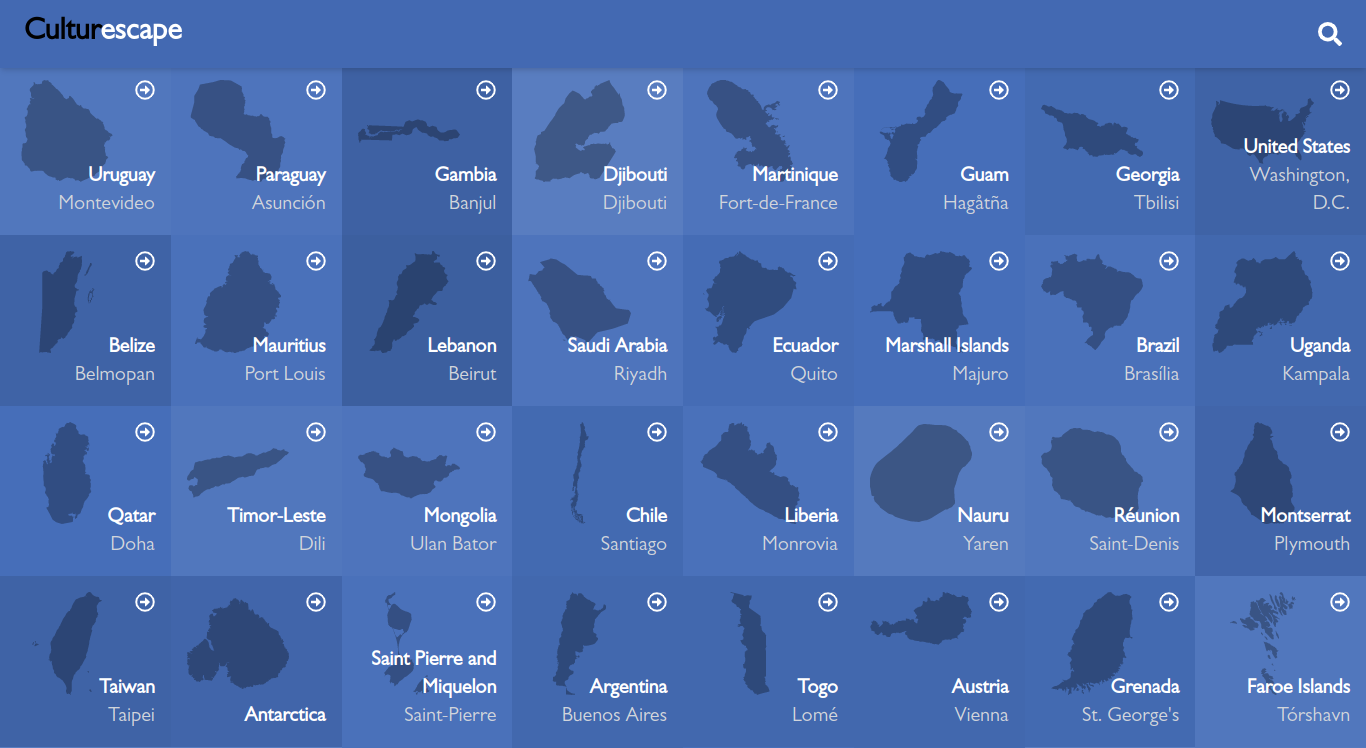 Culturescape
Uruguay
Montevideo
Paraguay
Asunción
Gambia
Banjul
Djibouti
Djibouti
Martinique
Fort-de-France
Guam
Hagåtña
Georgia
Tbilisi
United States
Washington,
D.C.
Belize
Belmopan
Mauritius
Port Louis
Lebanon
Beirut
Saudi Arabia
Riyadh
Ecuador
Quito
Marshall Islands
Majuro
Brazil
Brasília
Uganda
Kampala
Qatar
Doha
Timor-Leste
Dili
Mongolia
Ulan Bator
Chile
Santiago
Liberia
Monrovia
Nauru
Yaren
Réunion
Saint-Denis
Montserrat
Plymouth
Taiwan
Taipei
Antarctica
Saint Pierre and
Miquelon
Saint-Pierre
Argentina
Buenos Aires
Togo
Lomé
Austria
Vienna
Grenada
St. George's
Faroe Islands
Tórshavn